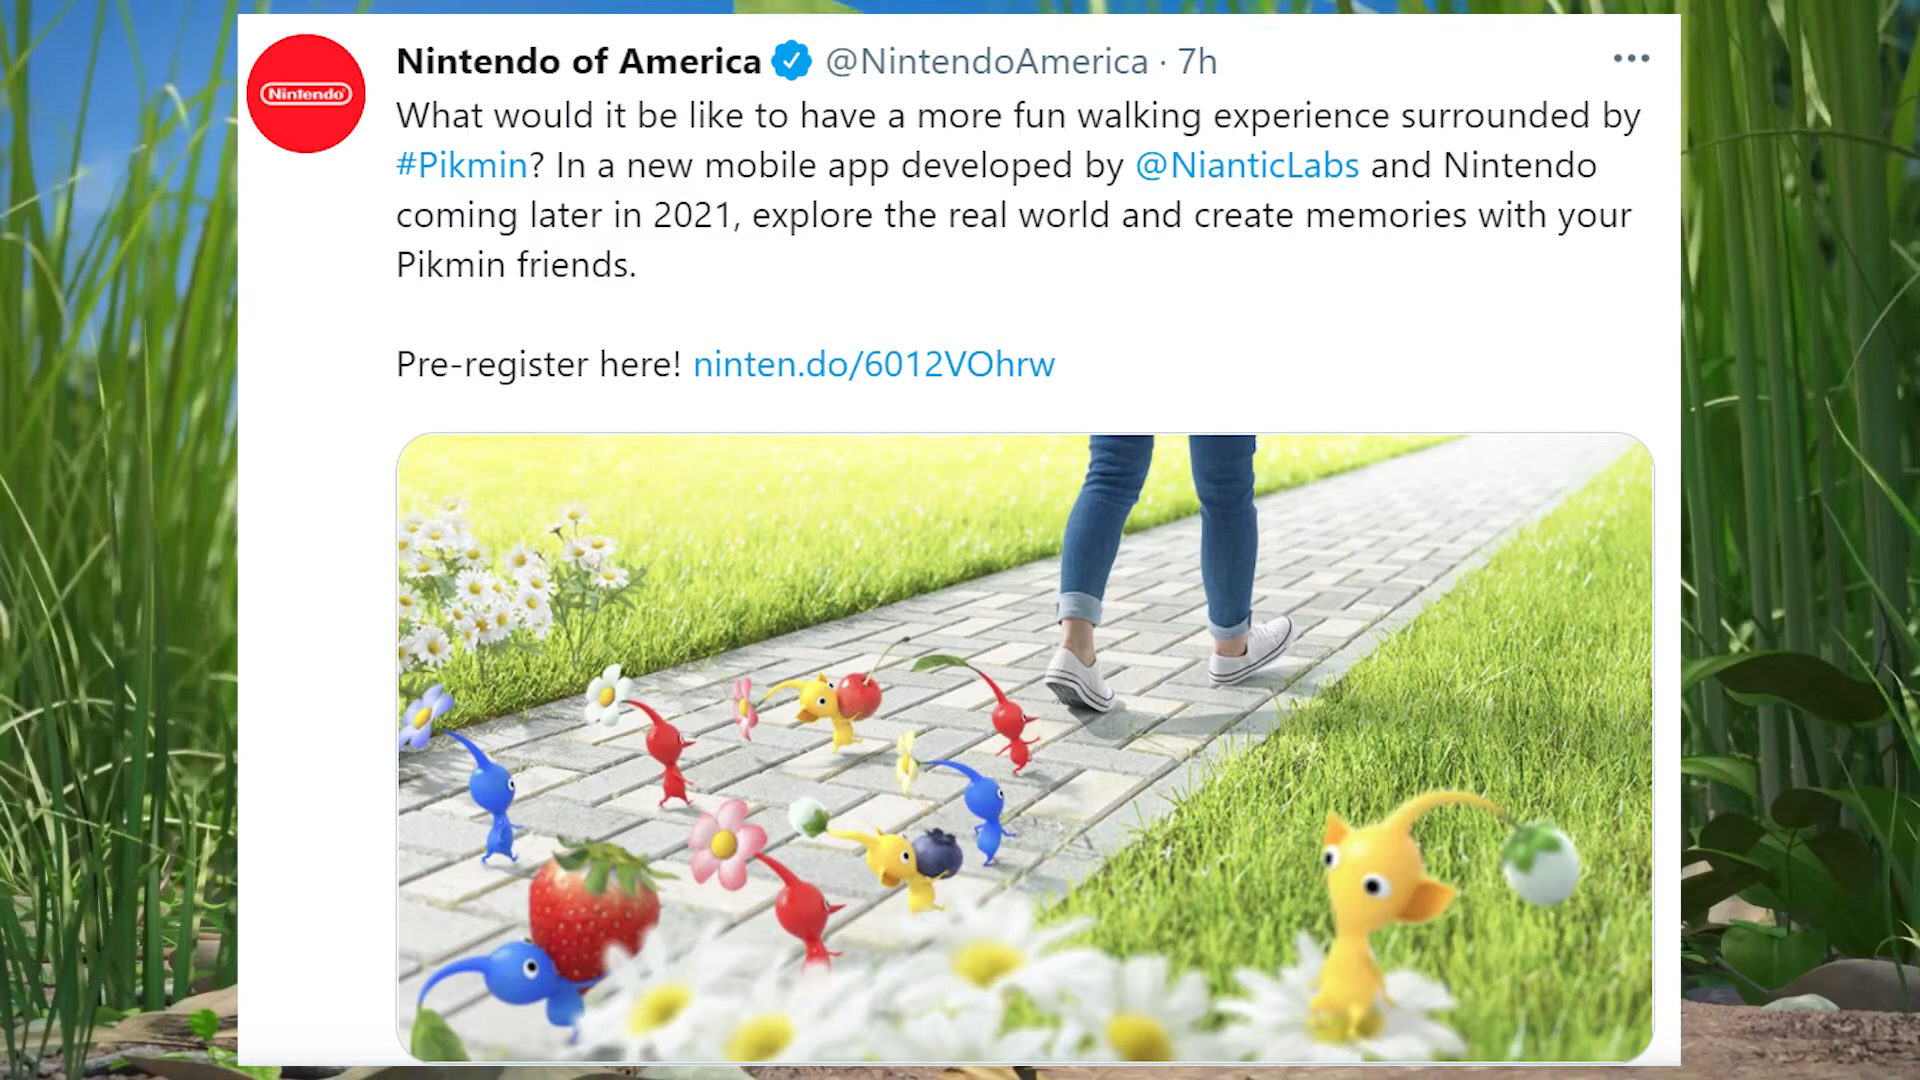 Nintendo
Nintendo of America @NintendoAmerica · 7h
What would it be like to have a more fun walking experience surrounded by
#Pikmin? In a new mobile app developed by @NianticLabs and Nintendo
coming later in 2021, explore the real world and create memories with your
Pikmin friends.
Pre-register here! ninten.do/6012VOhrw